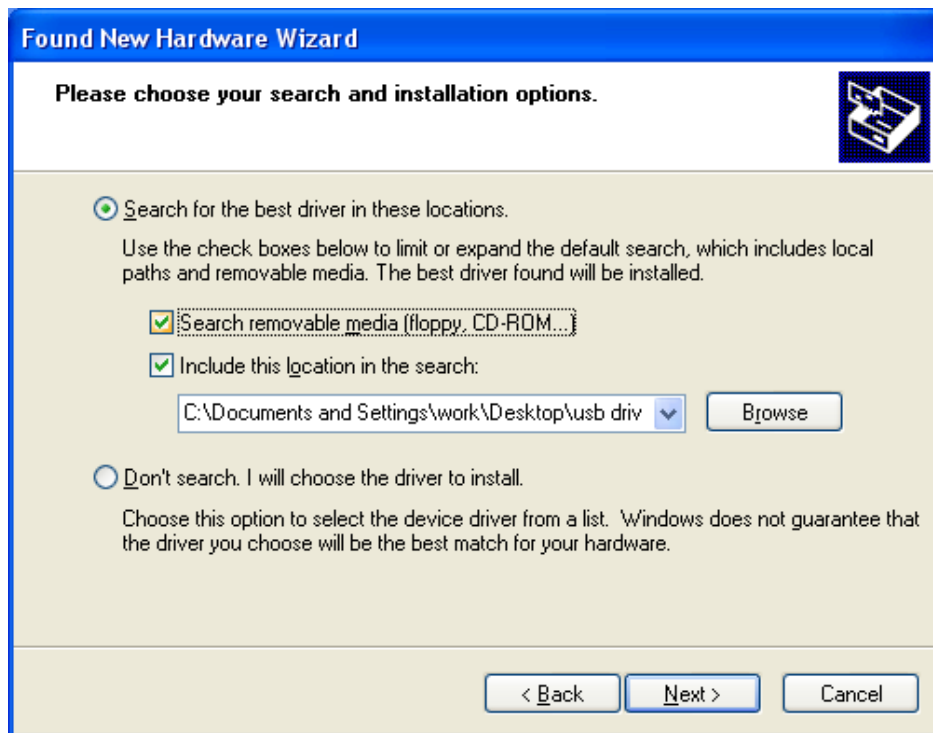 Found New Hardware Wizard
Please choose your search and installation options.
Search for the best driver in these locations.
Use the check boxes below to limit or expand the default search, which includes local
paths and removable media. The best driver found will be installed.
Search removable media (floppy, CD-ROM...)
Include this location in the search:
C:\Documents and Settings\work\Desktop\usb driv
Browse
Don't search. I will choose the driver to install.
Choose this option to select the device driver from a list.  Windows does not guarantee that
the driver you choose will be the best match for your hardware.
< Back
Next >
Cancel